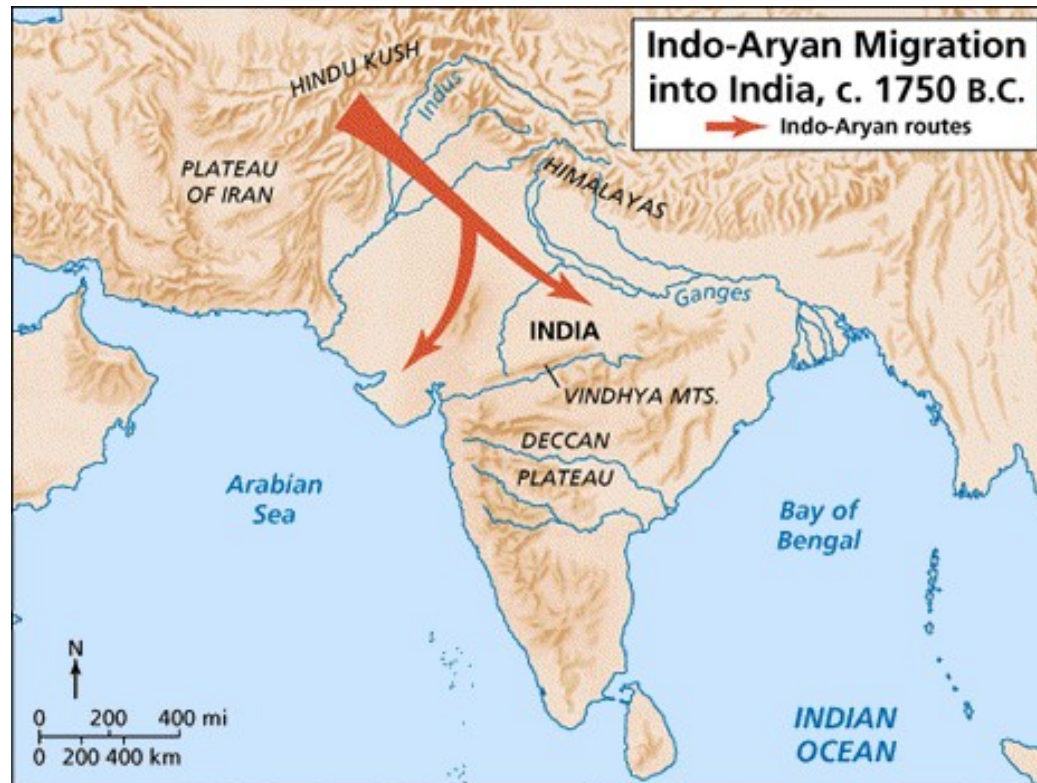 Indo-Aryan Migration
into India, c. 1750 B.C.
Indo-Aryan routes
HINDU KUSH
Indus
PLATEAU
OF IRAN
HIMALAYAS
Ganges
INDIA
VINDHYA MTS.
DECCAN
PLATEAU
Arabian
Sea
Bay of
Bengal
N
0 200 400 mi
0 200 400 km
INDIAN
OCEAN